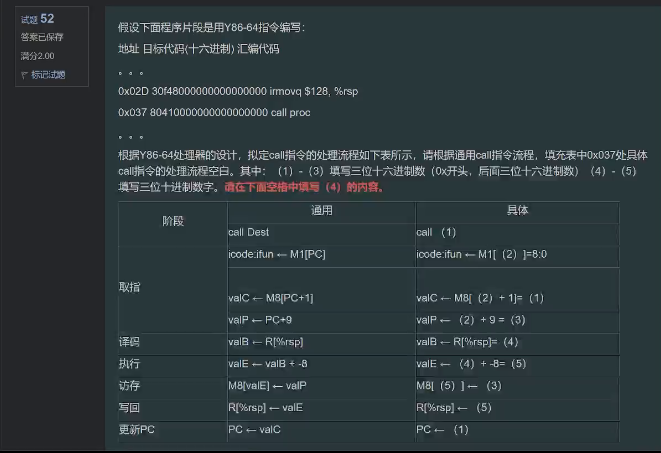 试题 52
答案已保存
满分2.00
标记试题
假设下面程序片段是用Y86-64指令编写：
地址 目标代码(十六进制) 汇编代码
。。。
0x02D 30f48000000000000000 irmovq $128, %rsp
0x037 804100000000000000 call proc
。。。
根据Y86-64处理器的设计，拟定call指令的处理流程如下表所示，请根据通用call指令流程，填充表中0x037处具体
call指令的处理流程空白。其中：（1）-（3）填写三位十六进制数（0x开头，后面三位十六进制数）（4）-（5）
填写三位十进制数字。请在下面空格中填写（4）的内容。
阶段 通用 具体
call Dest call （1）
取指 icode:ifun ← M1[PC] icode:ifun ← M1[（2）]=8:0
valC ← M8[PC+1] valC ← M8[（2）+ 1]=（1）
valP ← PC+9 valP ← （2）+ 9 =（3）
译码 valB ← R[%rsp] valB ← R[%rsp]=（4）
执行 valE ← valB + -8 valE ← （4）+ -8=（5）
访存 M8[valE] ← valP M8[（5）] ← （3）
写回 R[%rsp] ← valE R[%rsp] ← （5）
更新PC PC ← valC PC ← （1）